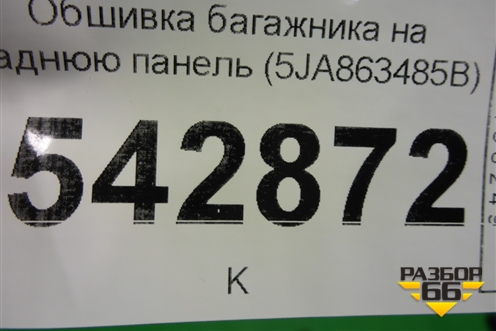 Обшивка багажника на
аднюю панель (5JA863485B)
542872
К
РАЗБОР
66